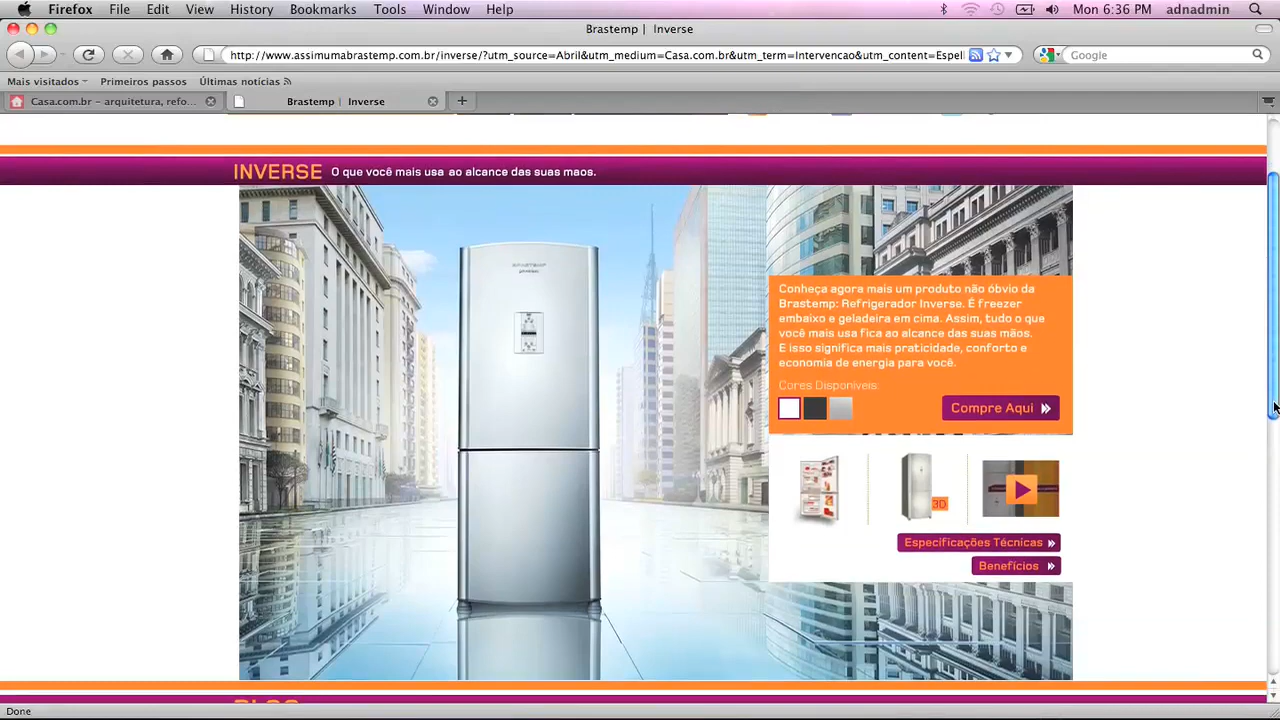 Firefox File Edit View History Bookmarks Tools Window Help Mon 6:36 PM adnadmin
Brastemp | Inverse
http://www.assimumabrastemp.com.br/inverse/?utm_source=Abril&utm_medium=Casa.com.br&utm_term=Intervencao&utm_content=Espell
Google
Mais visitados Primeiros passos Últimas notícias
Casa.com.br – arquitetura, refo... Brastemp | Inverse
INVERSE O que você mais usa ao alcance das suas maos.
BRASTEMP
Conheça agora mais um produto não óbvio da
Brastemp: Refrigerador Inverse. É freezer
embaixo e geladeira em cima. Assim, tudo o que
você mais usa fica ao alcance das suas mãos.
E isso significa mais praticidade, conforto e
economia de energia para você.
Cores Disponiveis
Compre Aqui
3D
Especificações Técnicas
Benefícios
BLOG
Done